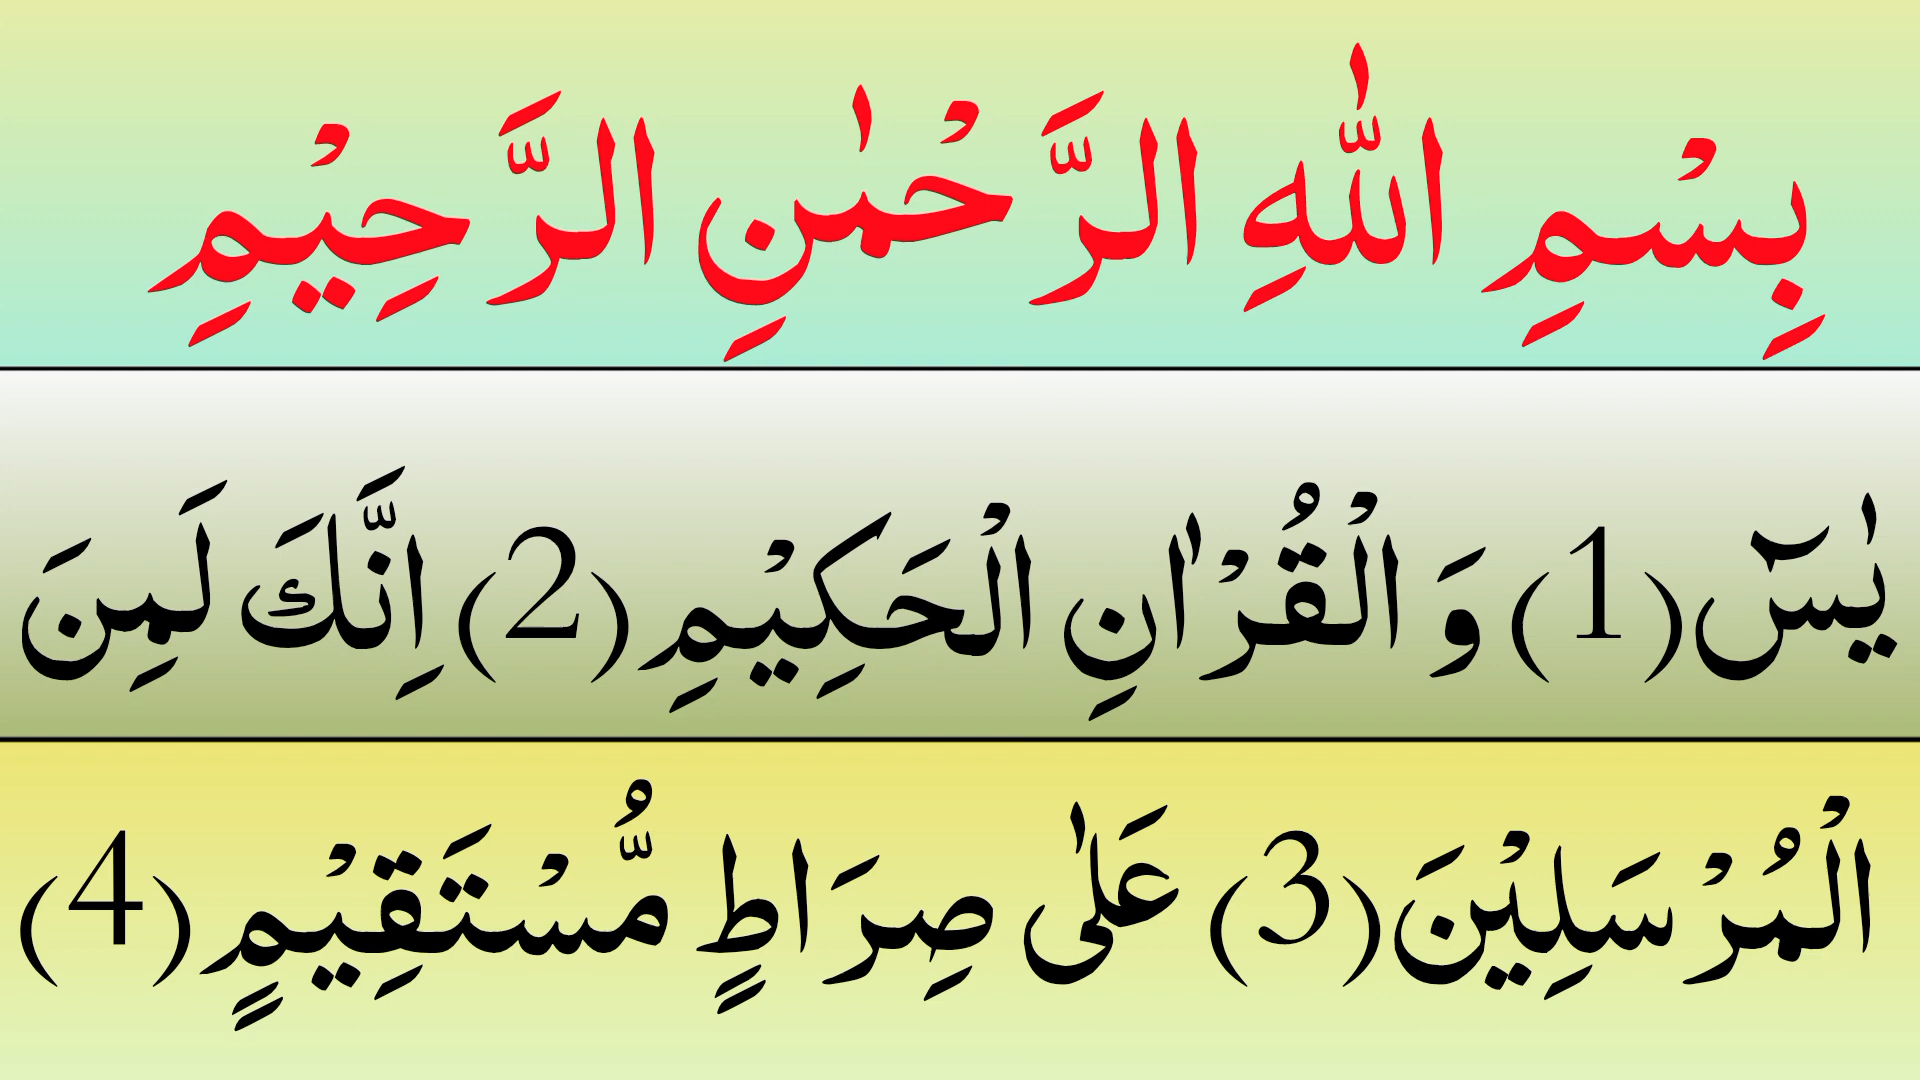 بِسْمِ اللّٰهِ الرَّحْمٰنِ الرَّحِیْمِ
یٰسٓ(1) وَ الْقُرْاٰنِ الْحَكِیْمِ(2) اِنَّكَ لَمِنَ
الْمُرْسَلِیْنَ(3) عَلٰى صِرَاطٍ مُّسْتَقِیْمٍ(4)